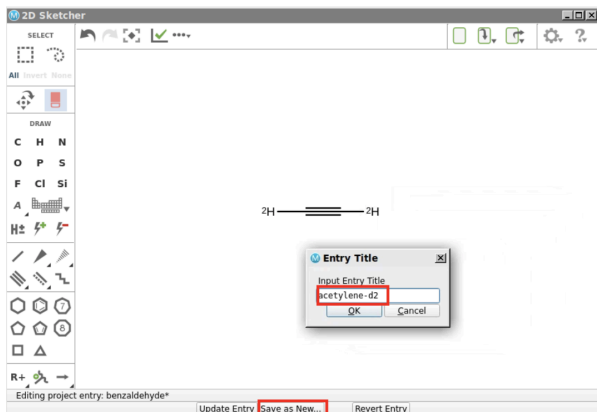 2D Sketcher
SELECT
All Invert None
DRAW
C H N
O P S
F Cl Si
A
H±
7
8
R+
²H ²H
Entry Title
Input Entry Title
acetylene-d2
OK Cancel
Editing project entry: benzaldehyde*
Update Entry Save as New... Revert Entry